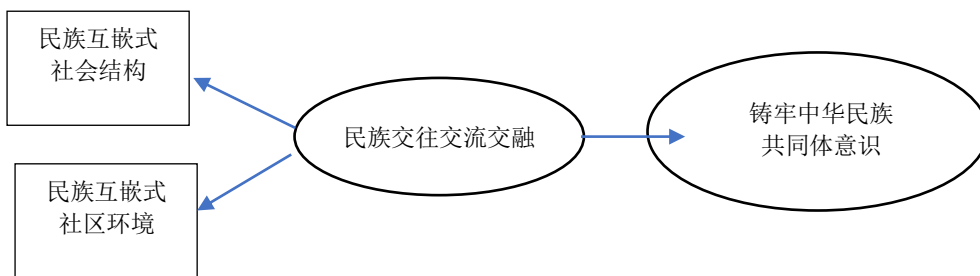 民族互嵌式
社会结构
民族交往交流交融
铸牢中华民族
共同体意识
民族互嵌式
社区环境